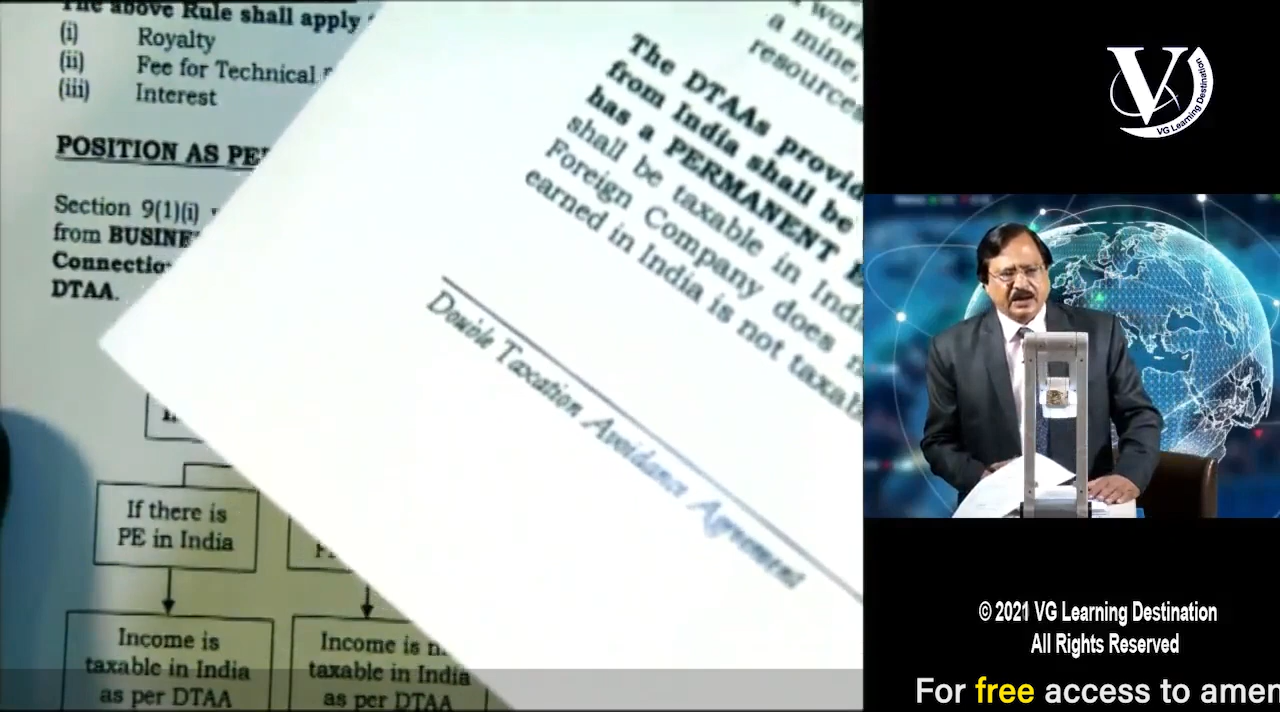 The above Rule shall apply
(i) Royalty
(ii) Fee for Technical
(iii) Interest
POSITION AS PE
Section 9(1)(i)
from BUSINE
Connectio
DTAA.
If there is
PE in India
Income is
taxable in India
as per DTAA
Income is n
taxable in India
as per DTAA
work
a mine,
resources
The DTAAs provid
from India shall be
has a PERMANENT E
shall be taxable in Indi
Foreign Company does n
earned in India is not taxab
Double Taxation Avoidance Agreement
V
VG Learning Destination
© 2021 VG Learning Destination
All Rights Reserved
For free access to amen